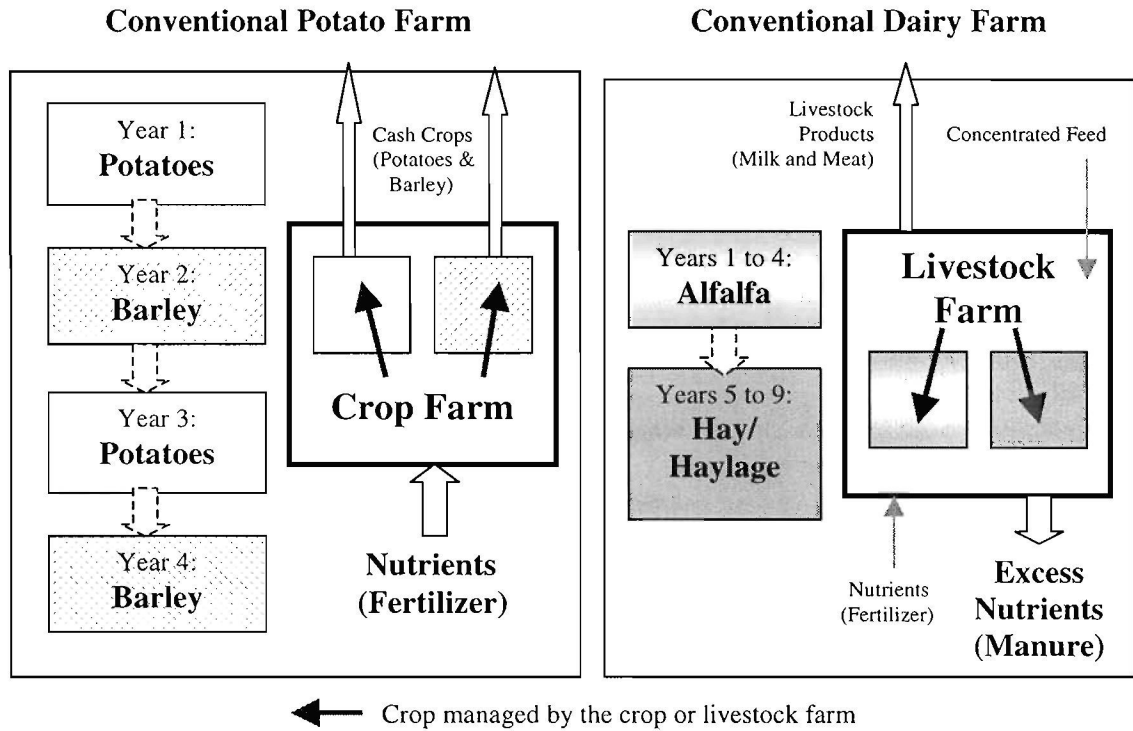 Conventional Potato Farm
Year 1:
Potatoes
Year 2:
Barley
Year 3:
Potatoes
Year 4:
Barley
Cash Crops
(Potatoes &
Barley)
Crop Farm
Nutrients
(Fertilizer)
Conventional Dairy Farm
Livestock
Products
(Milk and Meat)
Concentrated Feed
Years 1 to 4:
Alfalfa
Years 5 to 9:
Hay/
Haylage
Livestock
Farm
Nutrients
(Fertilizer)
Excess
Nutrients
(Manure)
Crop managed by the crop or livestock farm